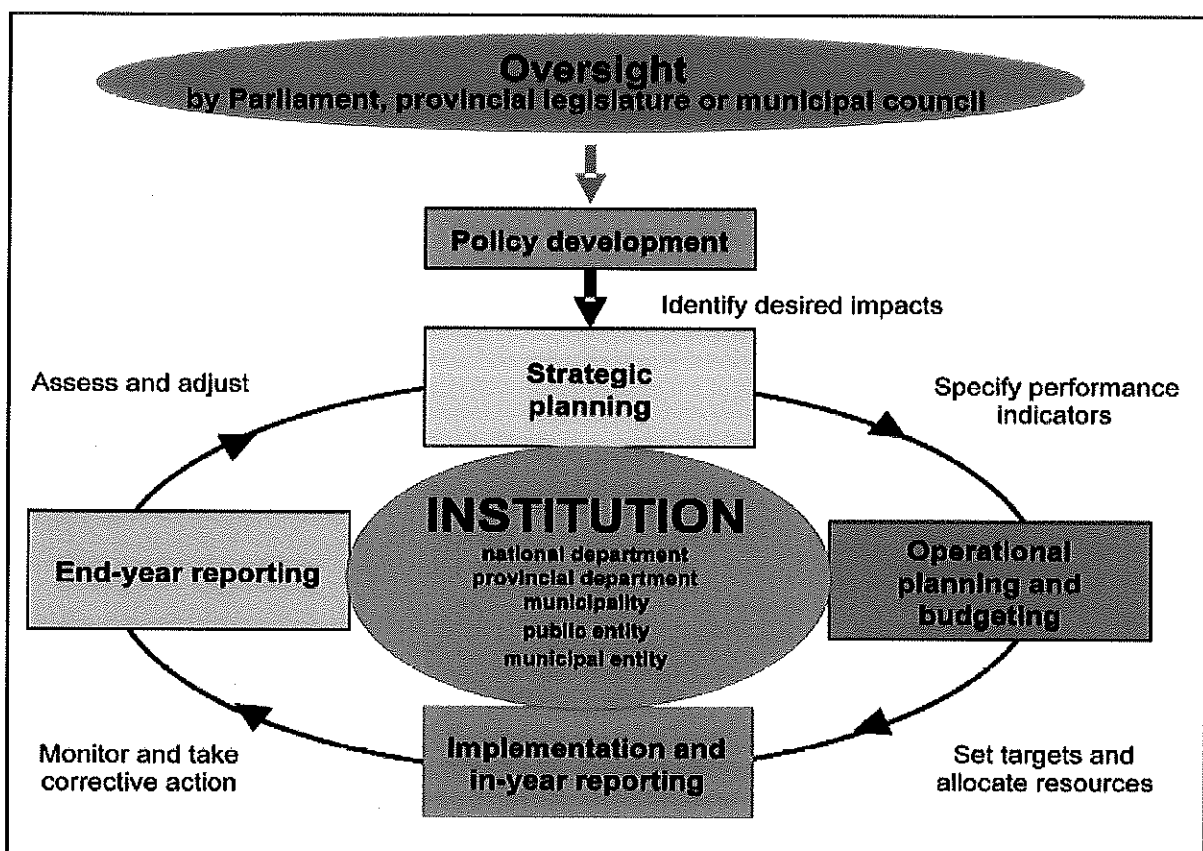 Oversight
by Parliament, provincial legislature or municipal council
Policy development
Identify desired impacts
Strategic
planning
Assess and adjust
Specify performance
indicators
INSTITUTION
national department
provincial department
municipality
public entity
municipal entity
End-year reporting
Operational
planning and
budgeting
Implementation and
in-year reporting
Monitor and take
corrective action
Set targets and
allocate resources